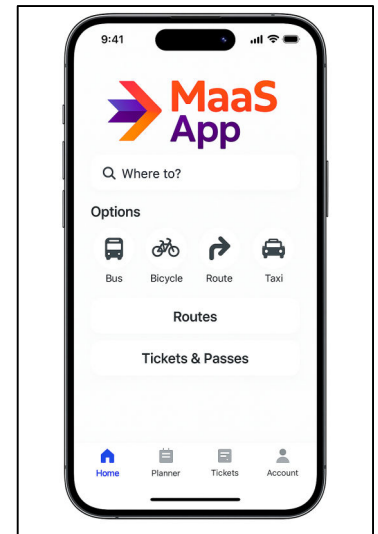 9:41
MaaS
App
Where to?
Options
Bus Bicycle Route Taxi
Routes
Tickets & Passes
Home Planner Tickets Account